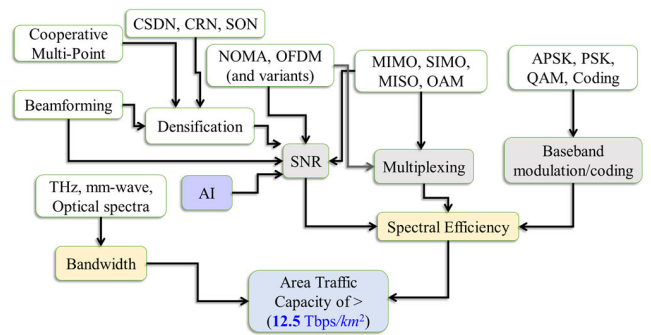 CSDN, CRN, SON
Cooperative
Multi-Point
NOMA, OFDM
(and variants)
MIMO, SIMO,
MISO, OAM
APSK, PSK,
QAM, Coding
Beamforming
Densification
SNR
Multiplexing
Baseband
modulation/coding
THz, mm-wave,
Optical spectra
AI
Spectral Efficiency
Bandwidth
Area Traffic
Capacity of >
(12.5 Tbps/km²)